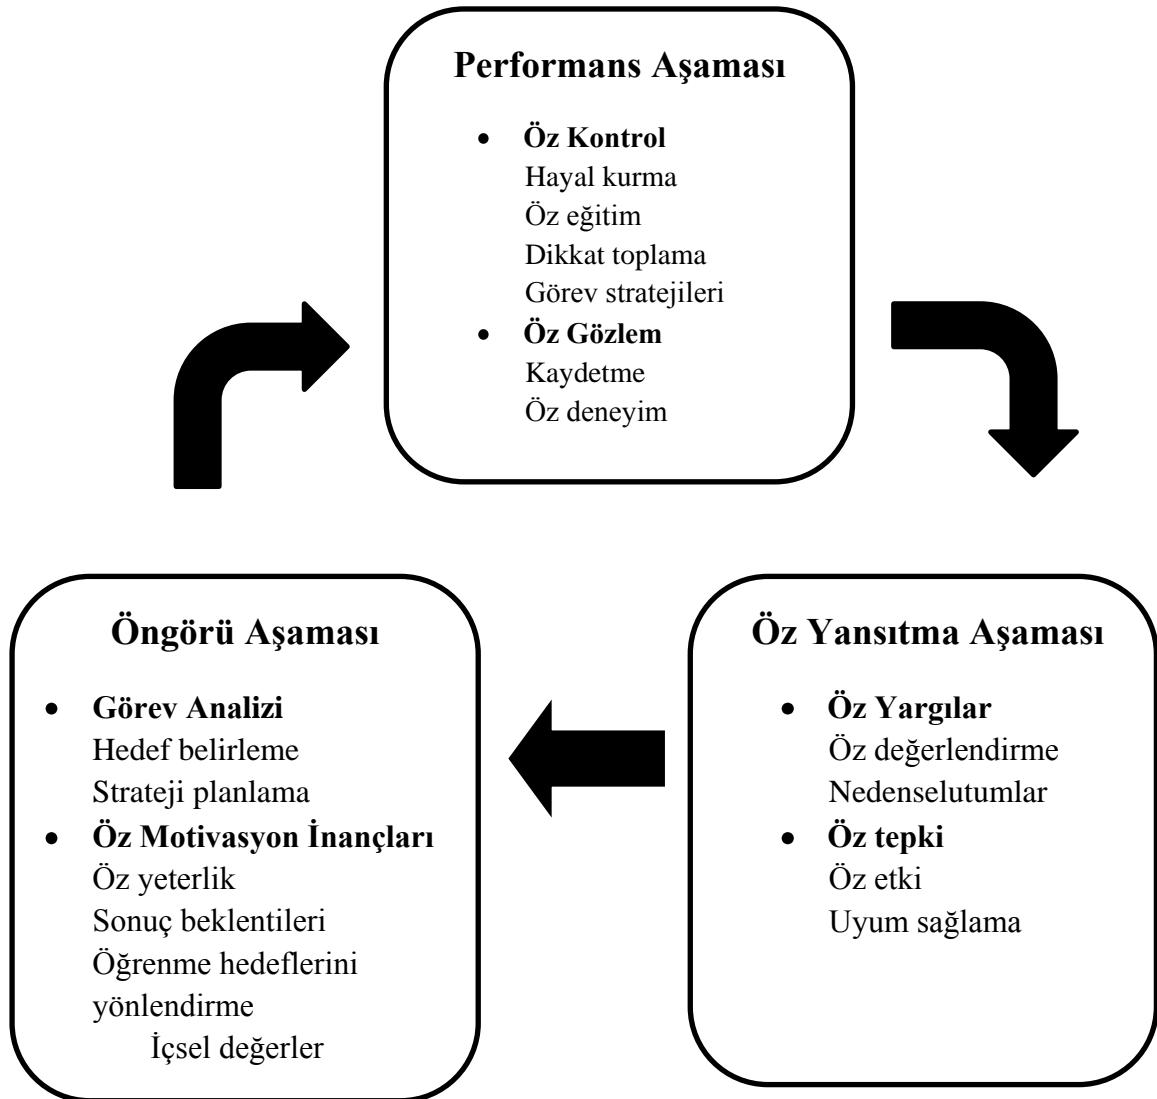 Performans Aşaması
• Öz Kontrol
Hayal kurma
Öz eğitim
Dikkat toplama
Görev stratejileri
• Öz Gözlem
Kaydetme
Öz deneyim
Öngörü Aşaması
• Görev Analizi
Hedef belirleme
Strateji planlama
• Öz Motivasyon İnançları
Öz yeterlik
Sonuç beklentileri
Öğrenme hedeflerini
yönlendirme
İçsel değerler
Öz Yansıtma Aşaması
• Öz Yargılar
Öz değerlendirme
Nedenselutumlar
• Öz tepki
Öz etki
Uyum sağlama